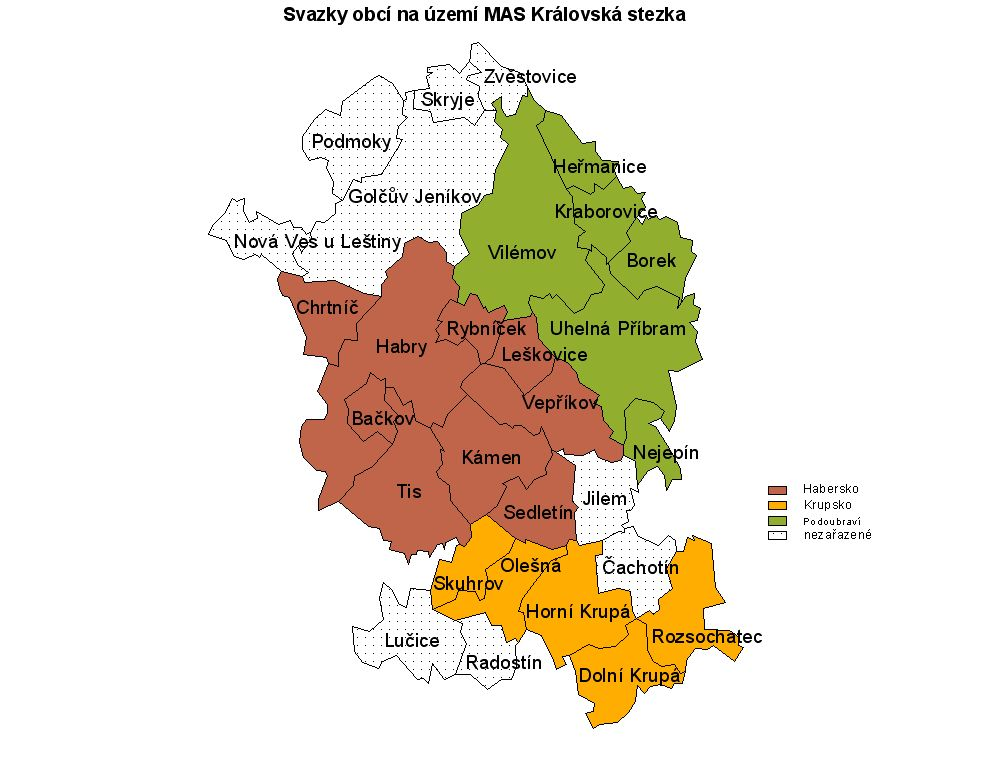 Svazky obcí na území MAS Královská stezka
Zvěstovice
Skryje
Podmoky
Heřmanice
Golčův Jeníkov
Kraborovice
Nová Ves u Leštiny
Vilémov
Borek
Chrtníč
Rybníček
Uhelná Příbram
Habry
Leškovice
Vepříkov
Bačkov
Nejepín
Kámen
Tis
Jilem
Sedletín
Habersko
Krupsko
Podoubraví
nezařazené
Olešná
Čachotín
Skuhrov
Horní Krupá
Rozsochatec
Lučice
Radostín
Dolní Krupá